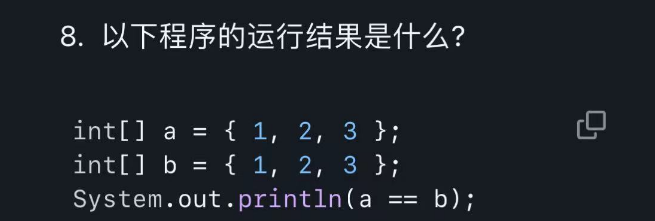 8. 以下程序的运行结果是什么?
int[] a = { 1, 2, 3 };
int[] b = { 1, 2, 3 };
System.out.println(a == b);